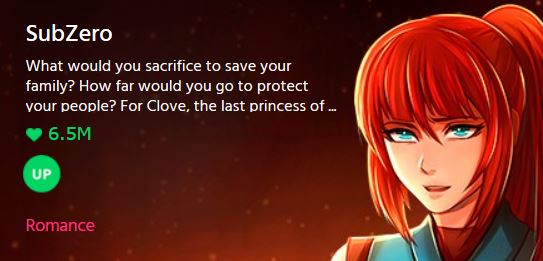 SubZero
What would you sacrifice to save your
family? How far would you go to protect
your people? For Clove, the last princess of ...
6.5M
UP
Romance